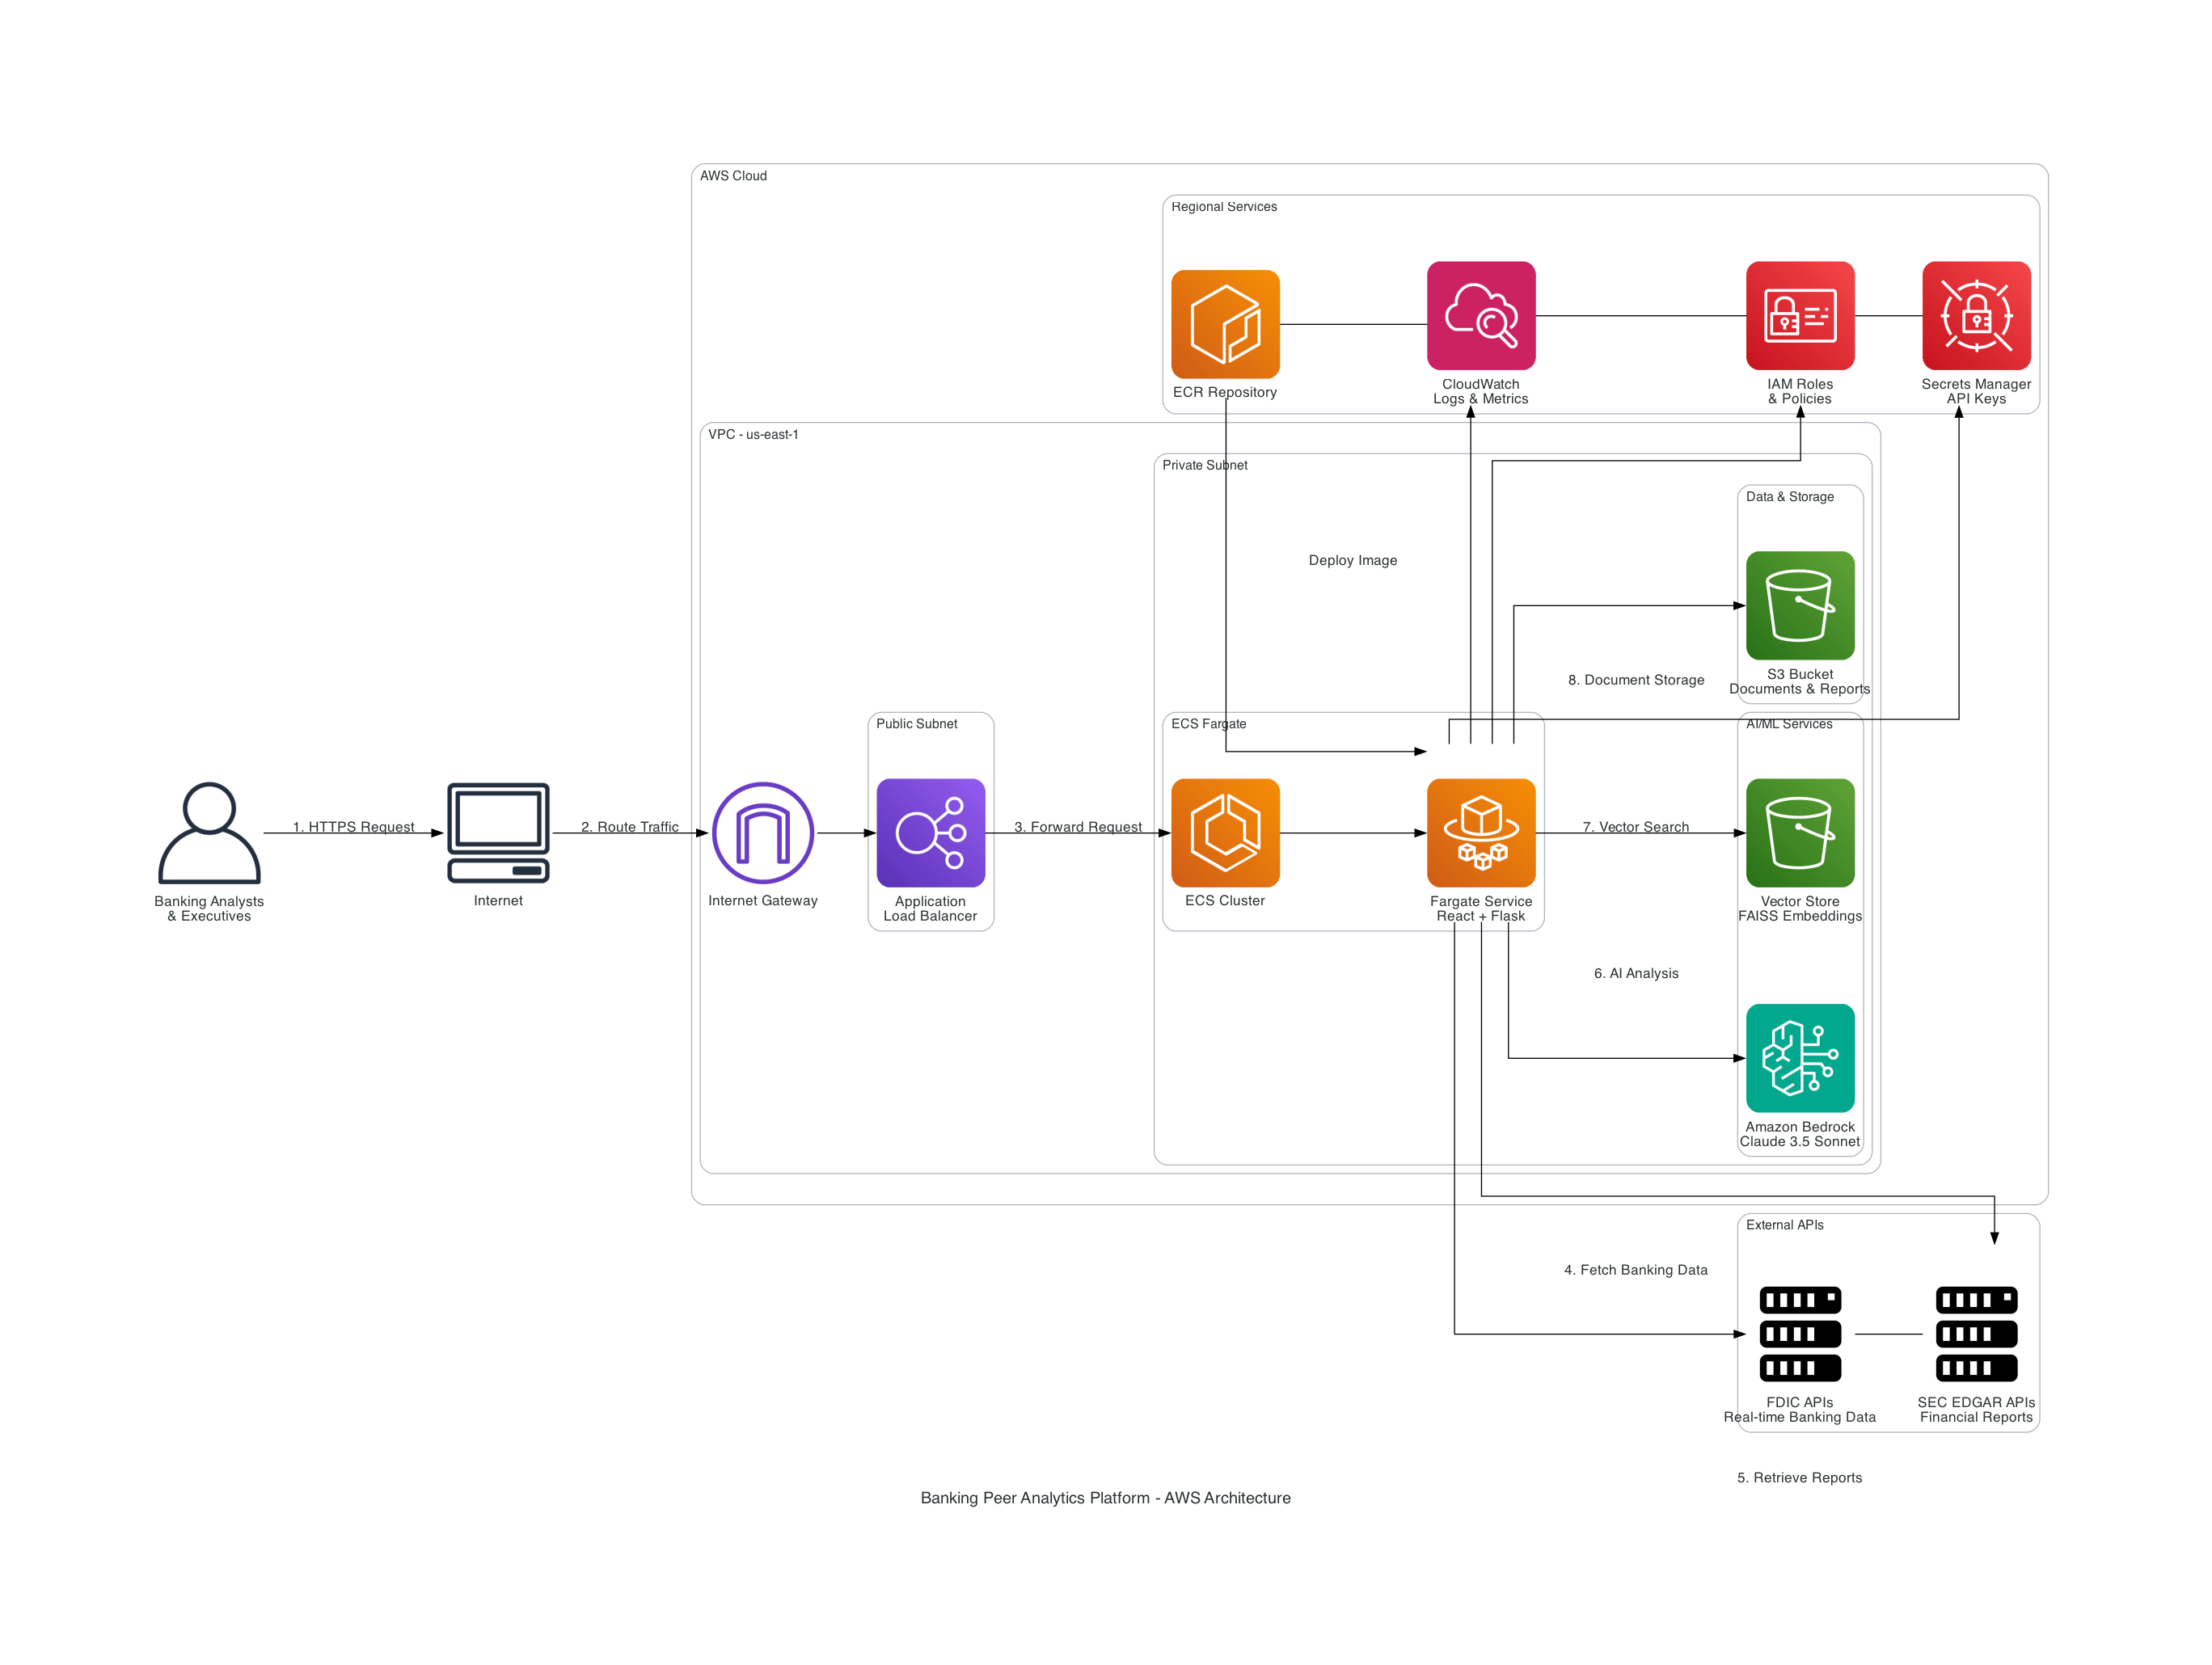 AWS Cloud
Regional Services
ECR Repository
CloudWatch
Logs & Metrics
IAM Roles
& Policies
Secrets Manager
API Keys
VPC - us-east-1
Private Subnet
Data & Storage
Deploy Image
S3 Bucket
Documents & Reports
8. Document Storage
Public Subnet
ECS Fargate
AI/ML Services
1. HTTPS Request
2. Route Traffic
3. Forward Request
7. Vector Search
Banking Analysts
& Executives
Internet
Internet Gateway
Application
Load Balancer
ECS Cluster
Fargate Service
React + Flask
Vector Store
FAISS Embeddings
6. AI Analysis
Amazon Bedrock
Claude 3.5 Sonnet
External APIs
4. Fetch Banking Data
FDIC APIs
Real-time Banking Data
SEC EDGAR APIs
Financial Reports
5. Retrieve Reports
Banking Peer Analytics Platform - AWS Architecture